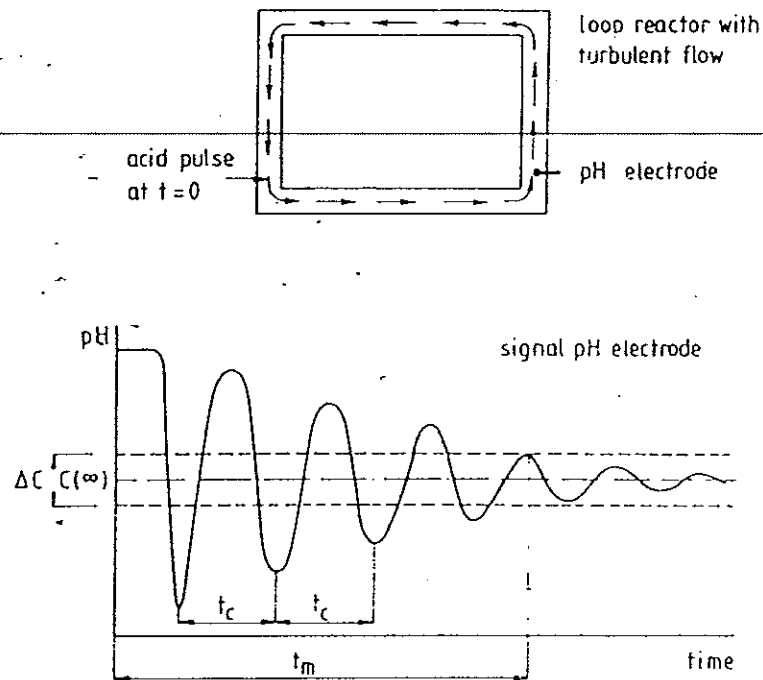 loop reactor with
turbulent flow
acid pulse
at t=0
pH electrode
pH
signal pH electrode
ΔC C(∞)
t_c
t_c
t_m
time